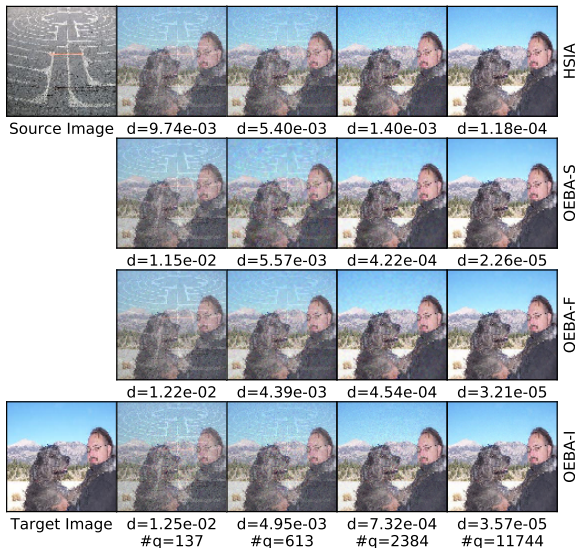 HSIA
Source Image d=9.74e-03 d=5.40e-03 d=1.40e-03 d=1.18e-04
OEBA-S
d=1.15e-02 d=5.57e-03 d=4.22e-04 d=2.26e-05
OEBA-F
d=1.22e-02 d=4.39e-03 d=4.54e-04 d=3.21e-05
OEBA-I
Target Image d=1.25e-02 d=4.95e-03 d=7.32e-04 d=3.57e-05
#q=137 #q=613 #q=2384 #q=11744